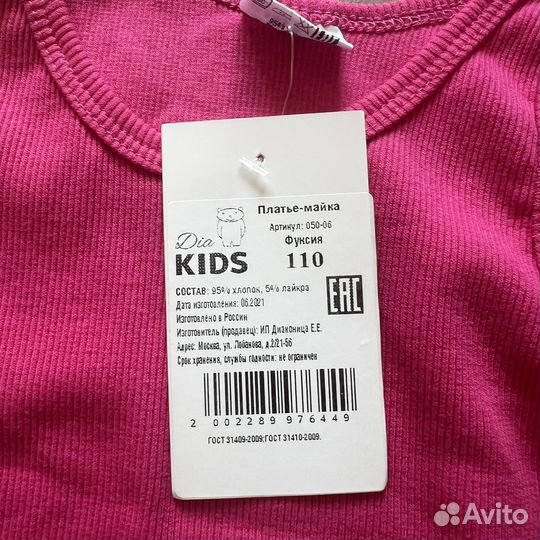 0583
Платье-майка
Артикул: 050-06
Dia
KIDS
Фуксия
110
СОСТАВ: 95% хлопок, 5% лайкра
Дата изготовления: 06.2021
Изготовлено в России
Изготовитель (продавец): ИП Диаконица Е.Е.
Адрес: Москва, ул. Лобанова, д.2/21-56
Срок хранения, службы годности: не ограничен
EAC
2 002289 976449
ГОСТ 31409-2009;ГОСТ 31410-2009.
Avito